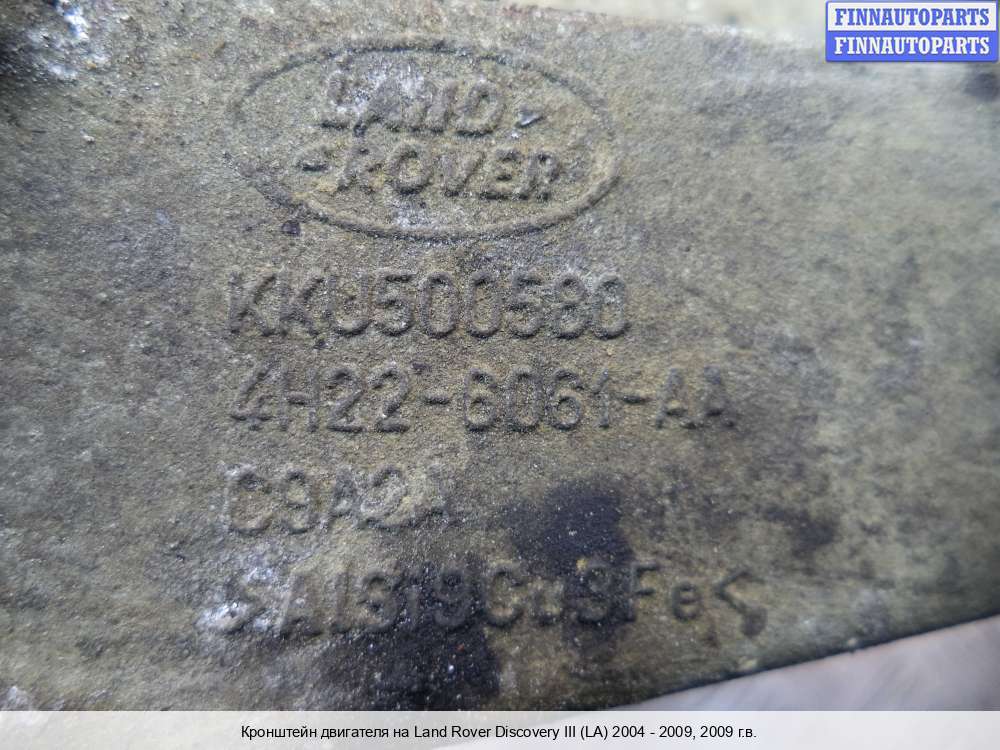 FINNAUTOPARTS
FINNAUTOPARTS
LAND-
-ROVER
KKU500580
4H22-6061-AA
C9A2A
>AlSi9Cu3Fe<
Кронштейн двигателя на Land Rover Discovery III (LA) 2004 - 2009, 2009 г.в.